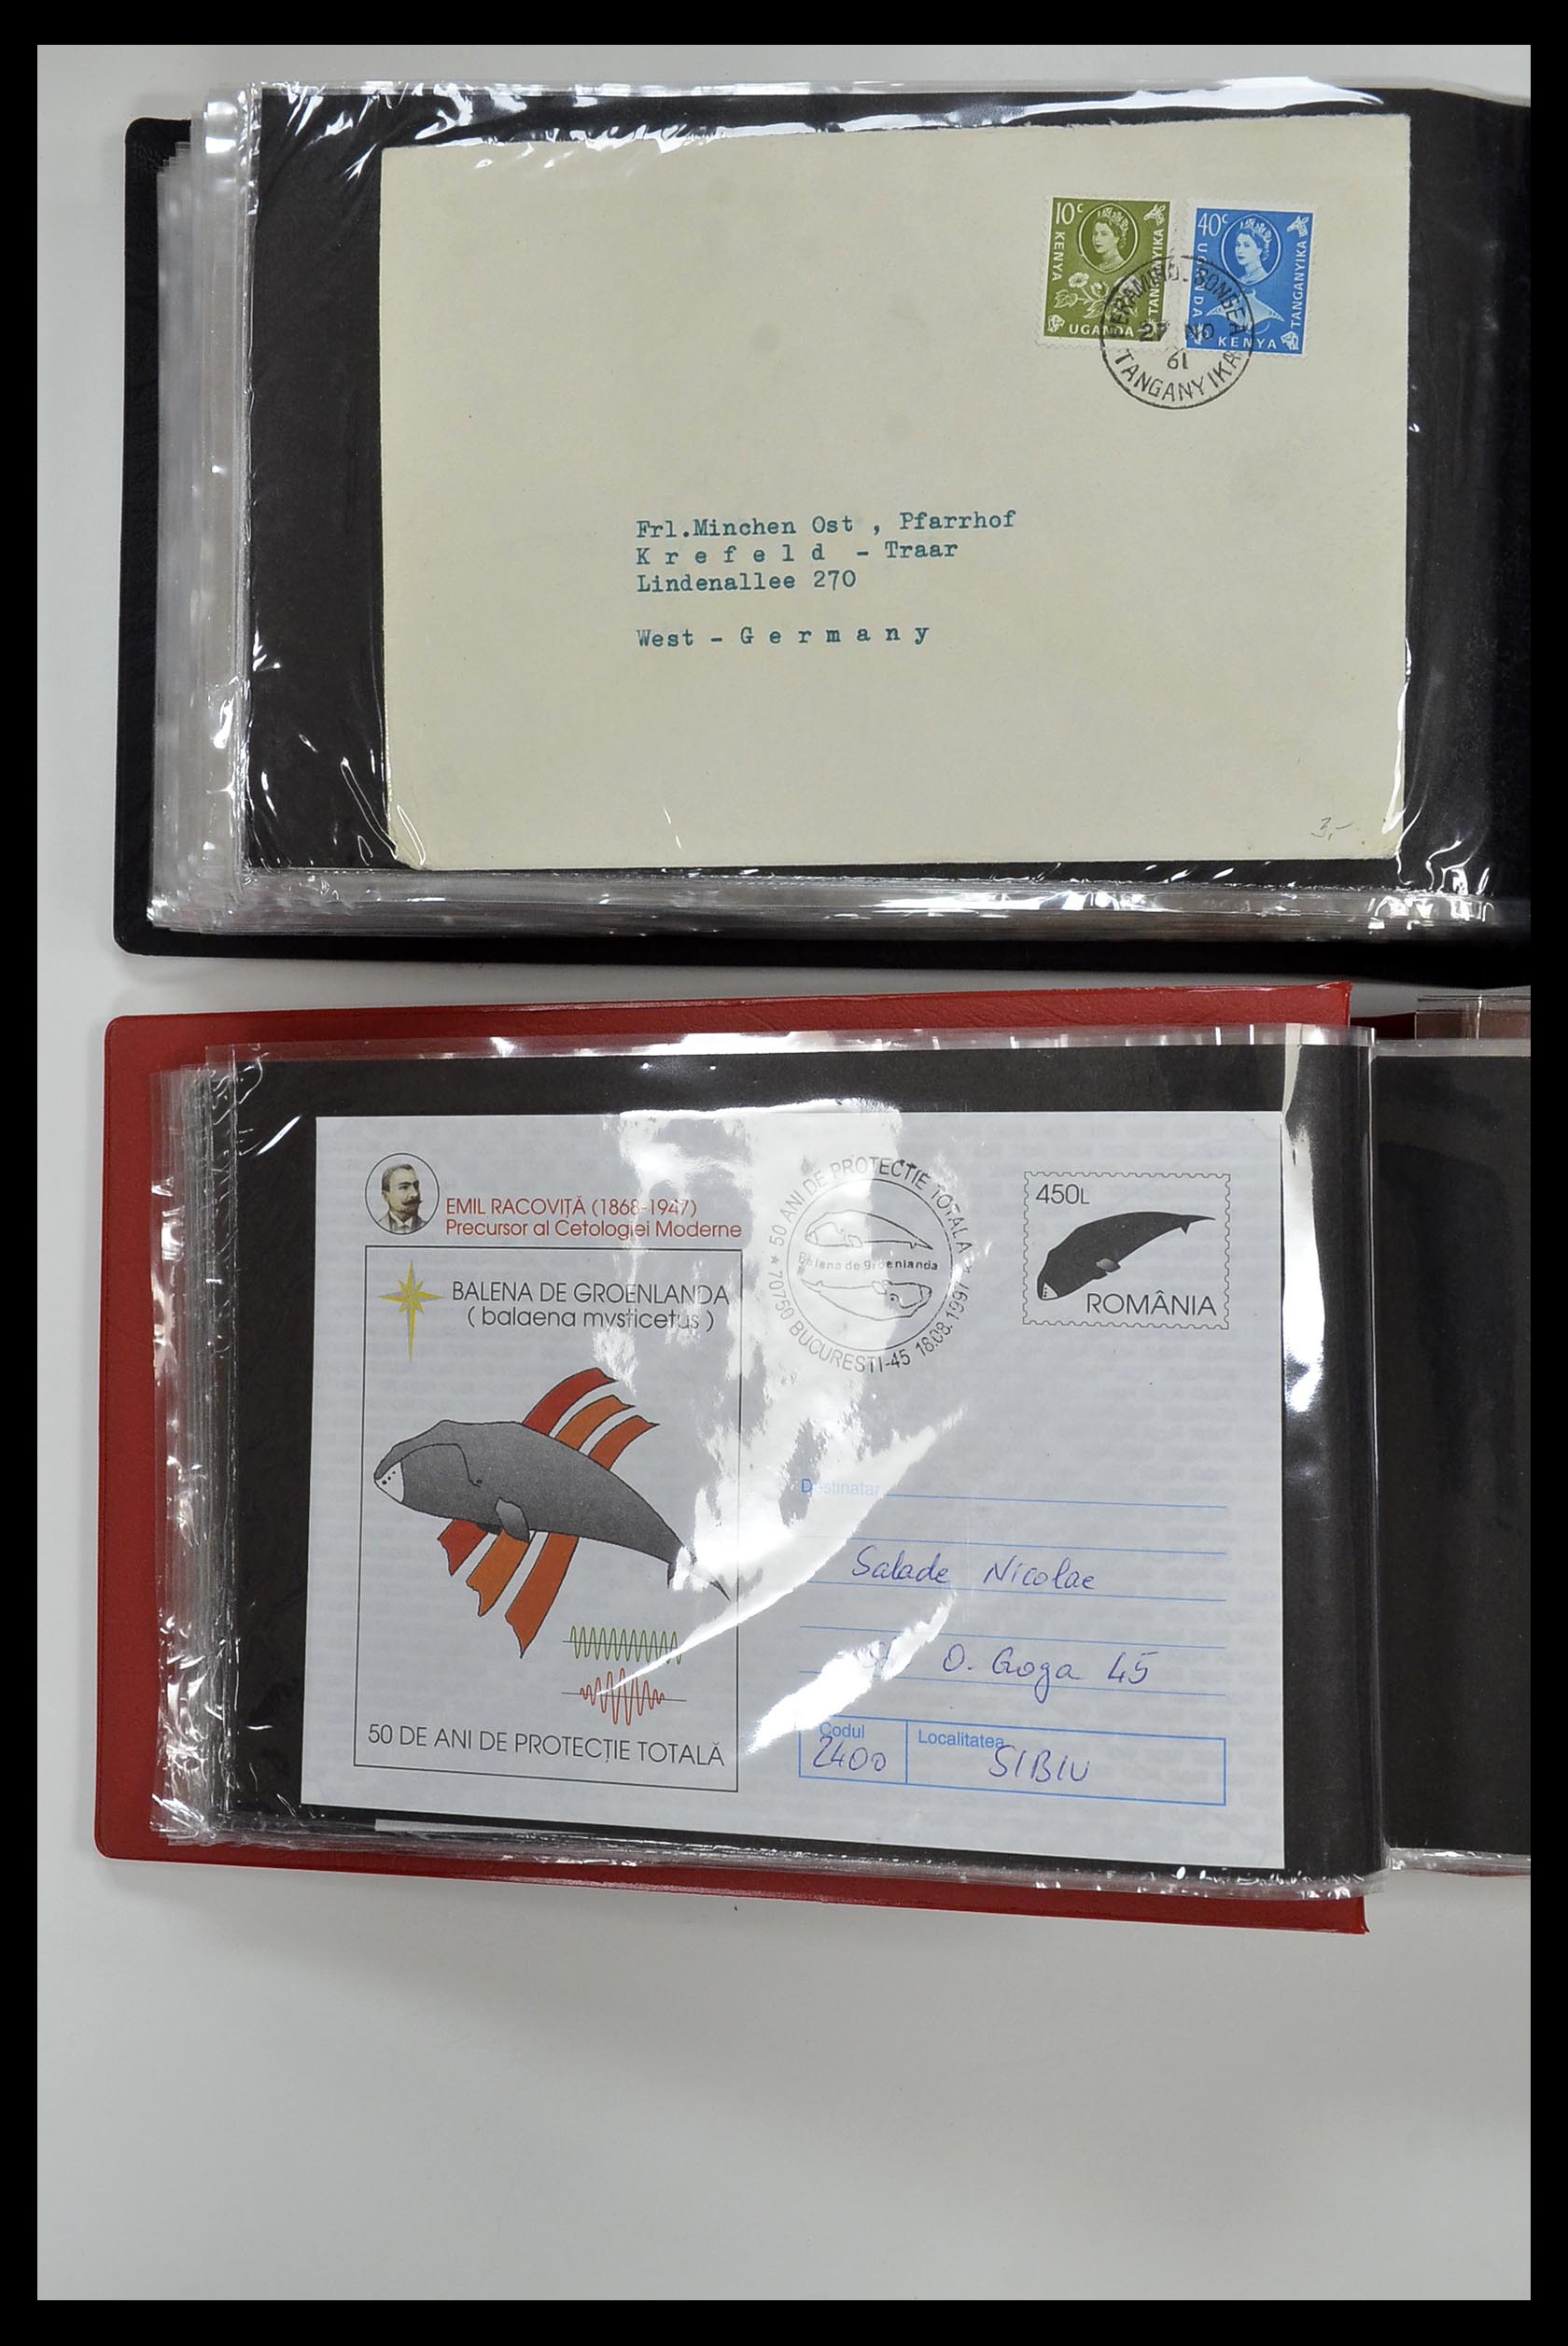 10c
KENYA
TANGANYIKA
UGANDA
40c
UGANDA
TANGANYIKA
KENYA
SONGEA
27 NO
61
TANGANYIKA
Frl.Minchen Ost , Pfarrhof
K r e f e l d - Traar
Lindenallee 270
West - G e r m a n y
3,-
EMIL RACOVIȚĂ (1868-1947)
Precursor al Cetologiei Moderne
BALENA DE GROENLANDA
( balaena mysticetus )
50 DE ANI DE PROTECȚIE TOTALĂ
★ 50 ANI DE PROTECTIE TOTALA ★
Balena de groenlanda
70750 BUCURESTI-45 18.08.1997
450L
ROMÂNIA
Destinatar
Salade Nicolae
O. Goga 45
Codul
2400
Localitatea
SIBIU